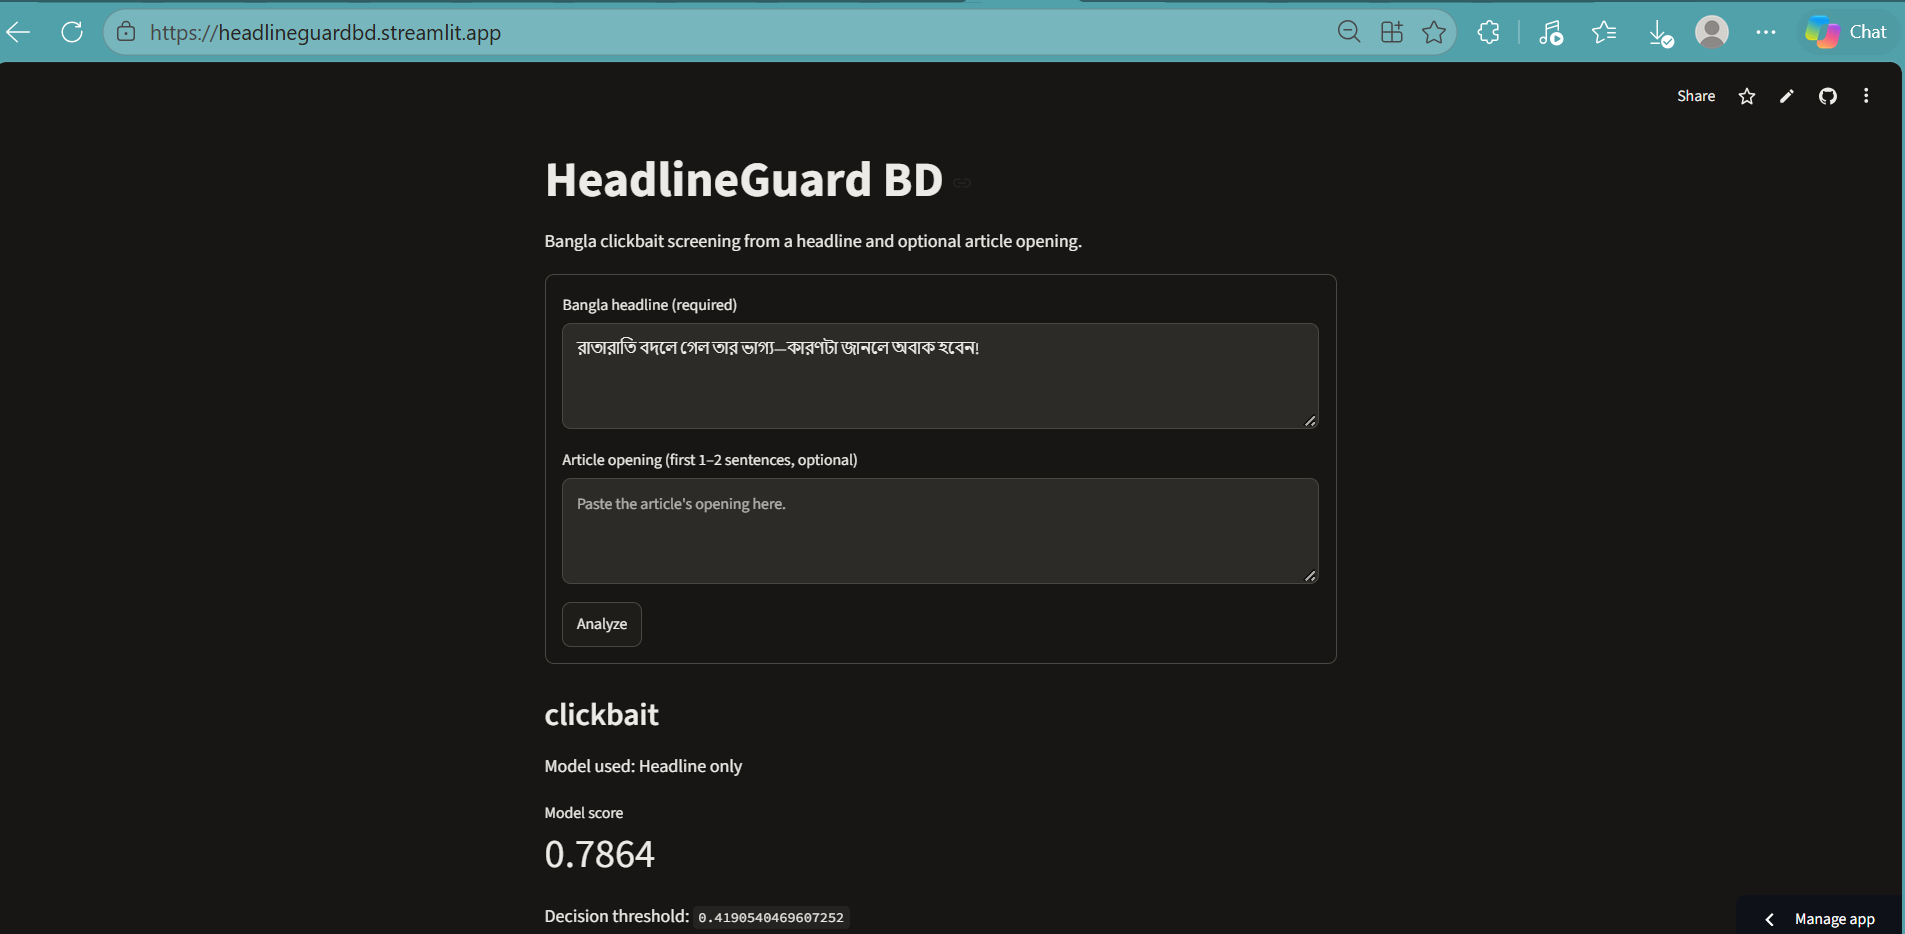 https://headlineguardbd.streamlit.app
Chat
Share
HeadlineGuard BD
Bangla clickbait screening from a headline and optional article opening.
Bangla headline (required)
রাতারাতি বদলে গেল তার ভাগ্য—কারণটা জানলে অবাক হবেন!
Article opening (first 1–2 sentences, optional)
Paste the article's opening here.
Analyze
clickbait
Model used: Headline only
Model score
0.7864
Decision threshold: 0.4190540469607252
Manage app